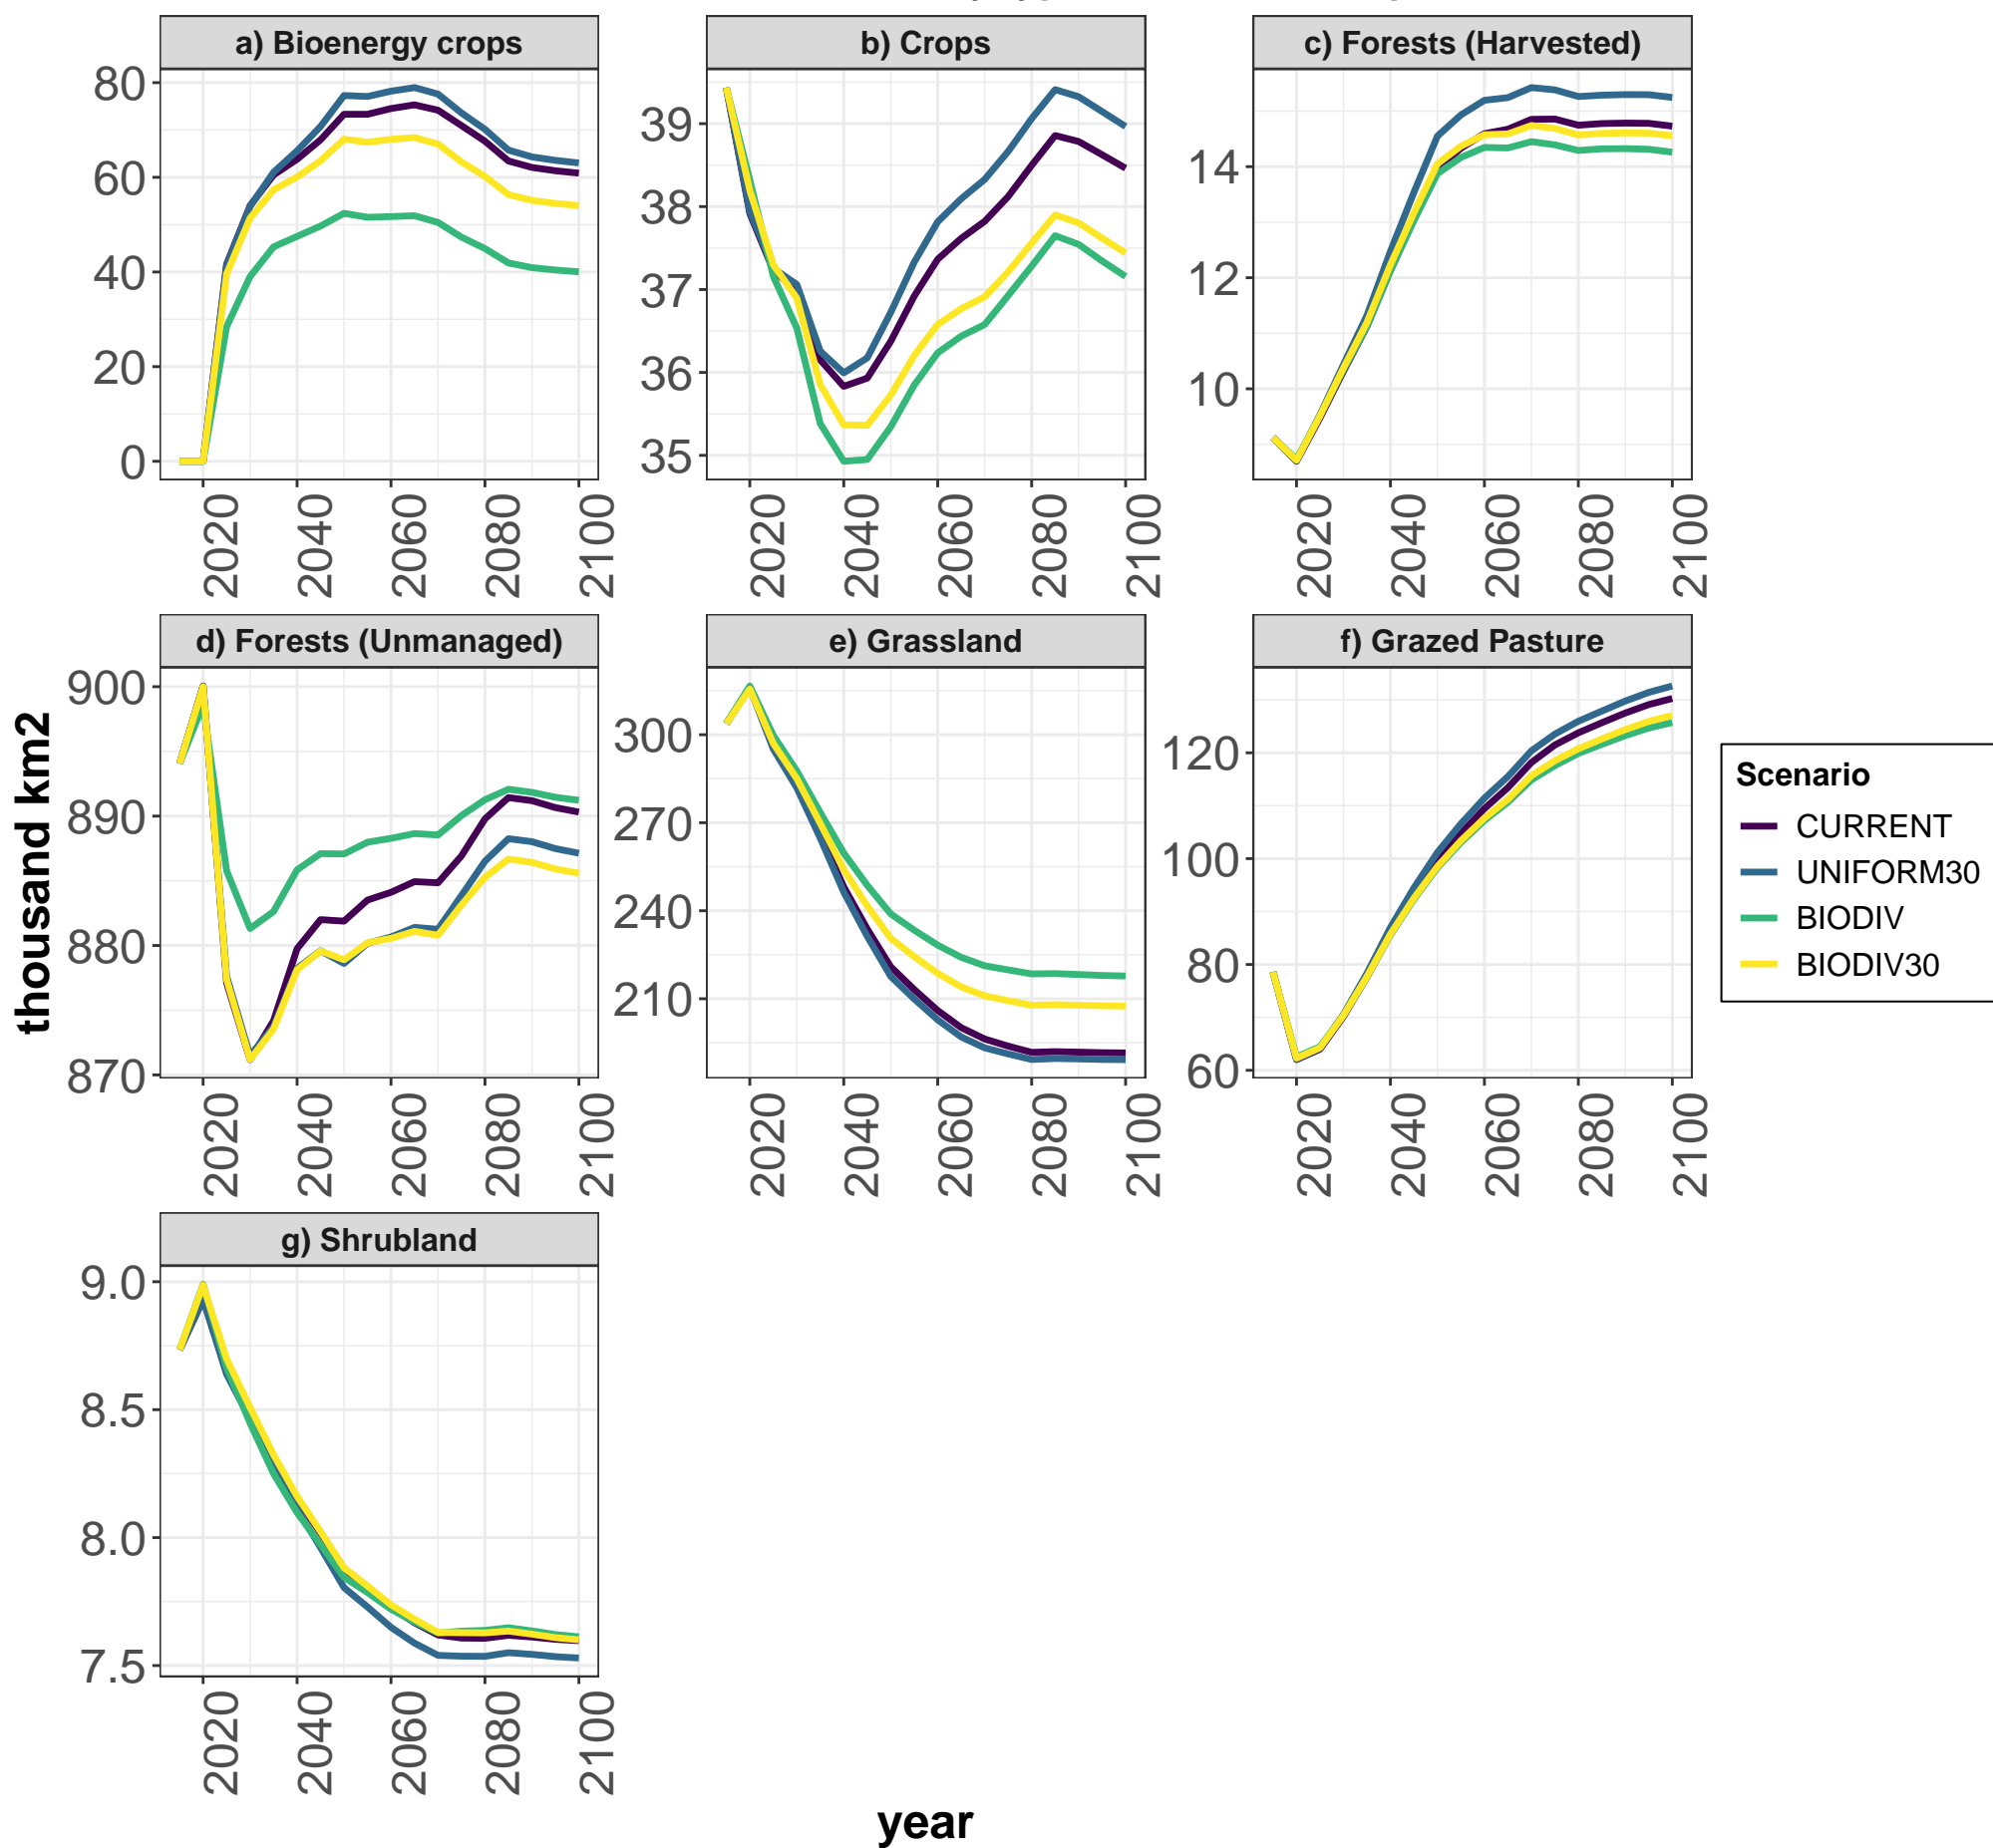 a) Bioenergy crops
b) Crops
c) Forests (Harvested)
80
60
40
20
0
39
38
37
36
35
14
12
10
2020 2040 2060 2080 2100
2020 2040 2060 2080 2100
2020 2040 2060 2080 2100
d) Forests (Unmanaged)
e) Grassland
f) Grazed Pasture
thousand km2
900
890
880
870
300
270
240
210
120
100
80
60
2020 2040 2060 2080 2100
2020 2040 2060 2080 2100
2020 2040 2060 2080 2100
Scenario
CURRENT
UNIFORM30
BIODIV
BIODIV30
g) Shrubland
9.0
8.5
8.0
7.5
2020 2040 2060 2080 2100
year